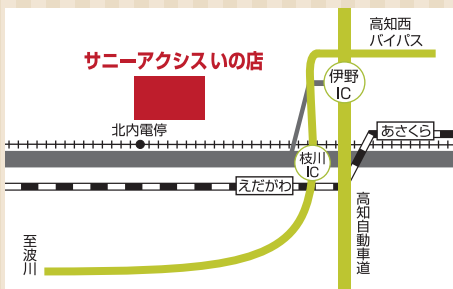 高知西
バイパス
サニーアクシスいの店
伊野
IC
北内電停
あさくら
枝川
IC
えだがわ
高知自動車道
至波川